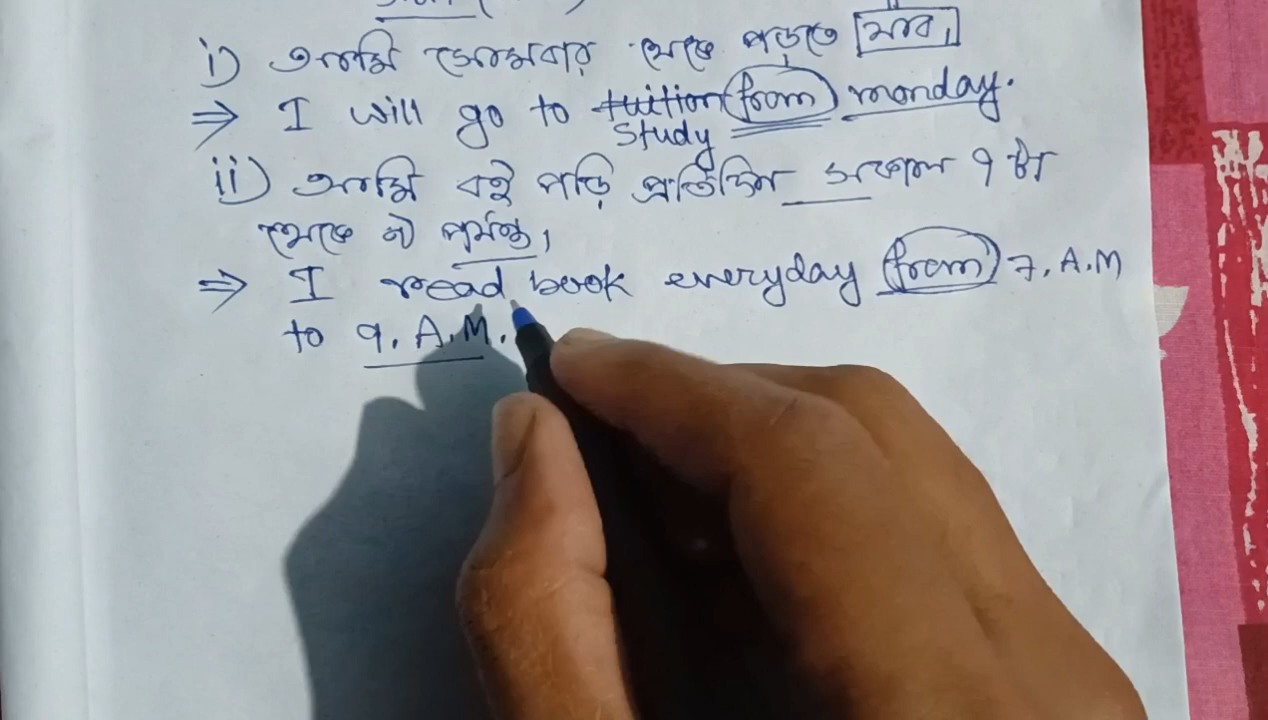 i) আমি সোমবার থেকে পড়তে যাব।
⇒ I will go to tuition from monday.
study
ii) আমি বই পড়ি প্রতিদিন সকাল ৭ টা
থেকে ৯ পর্যন্ত।
⇒ I read book everyday from 7. A.M
to 9. A.M.